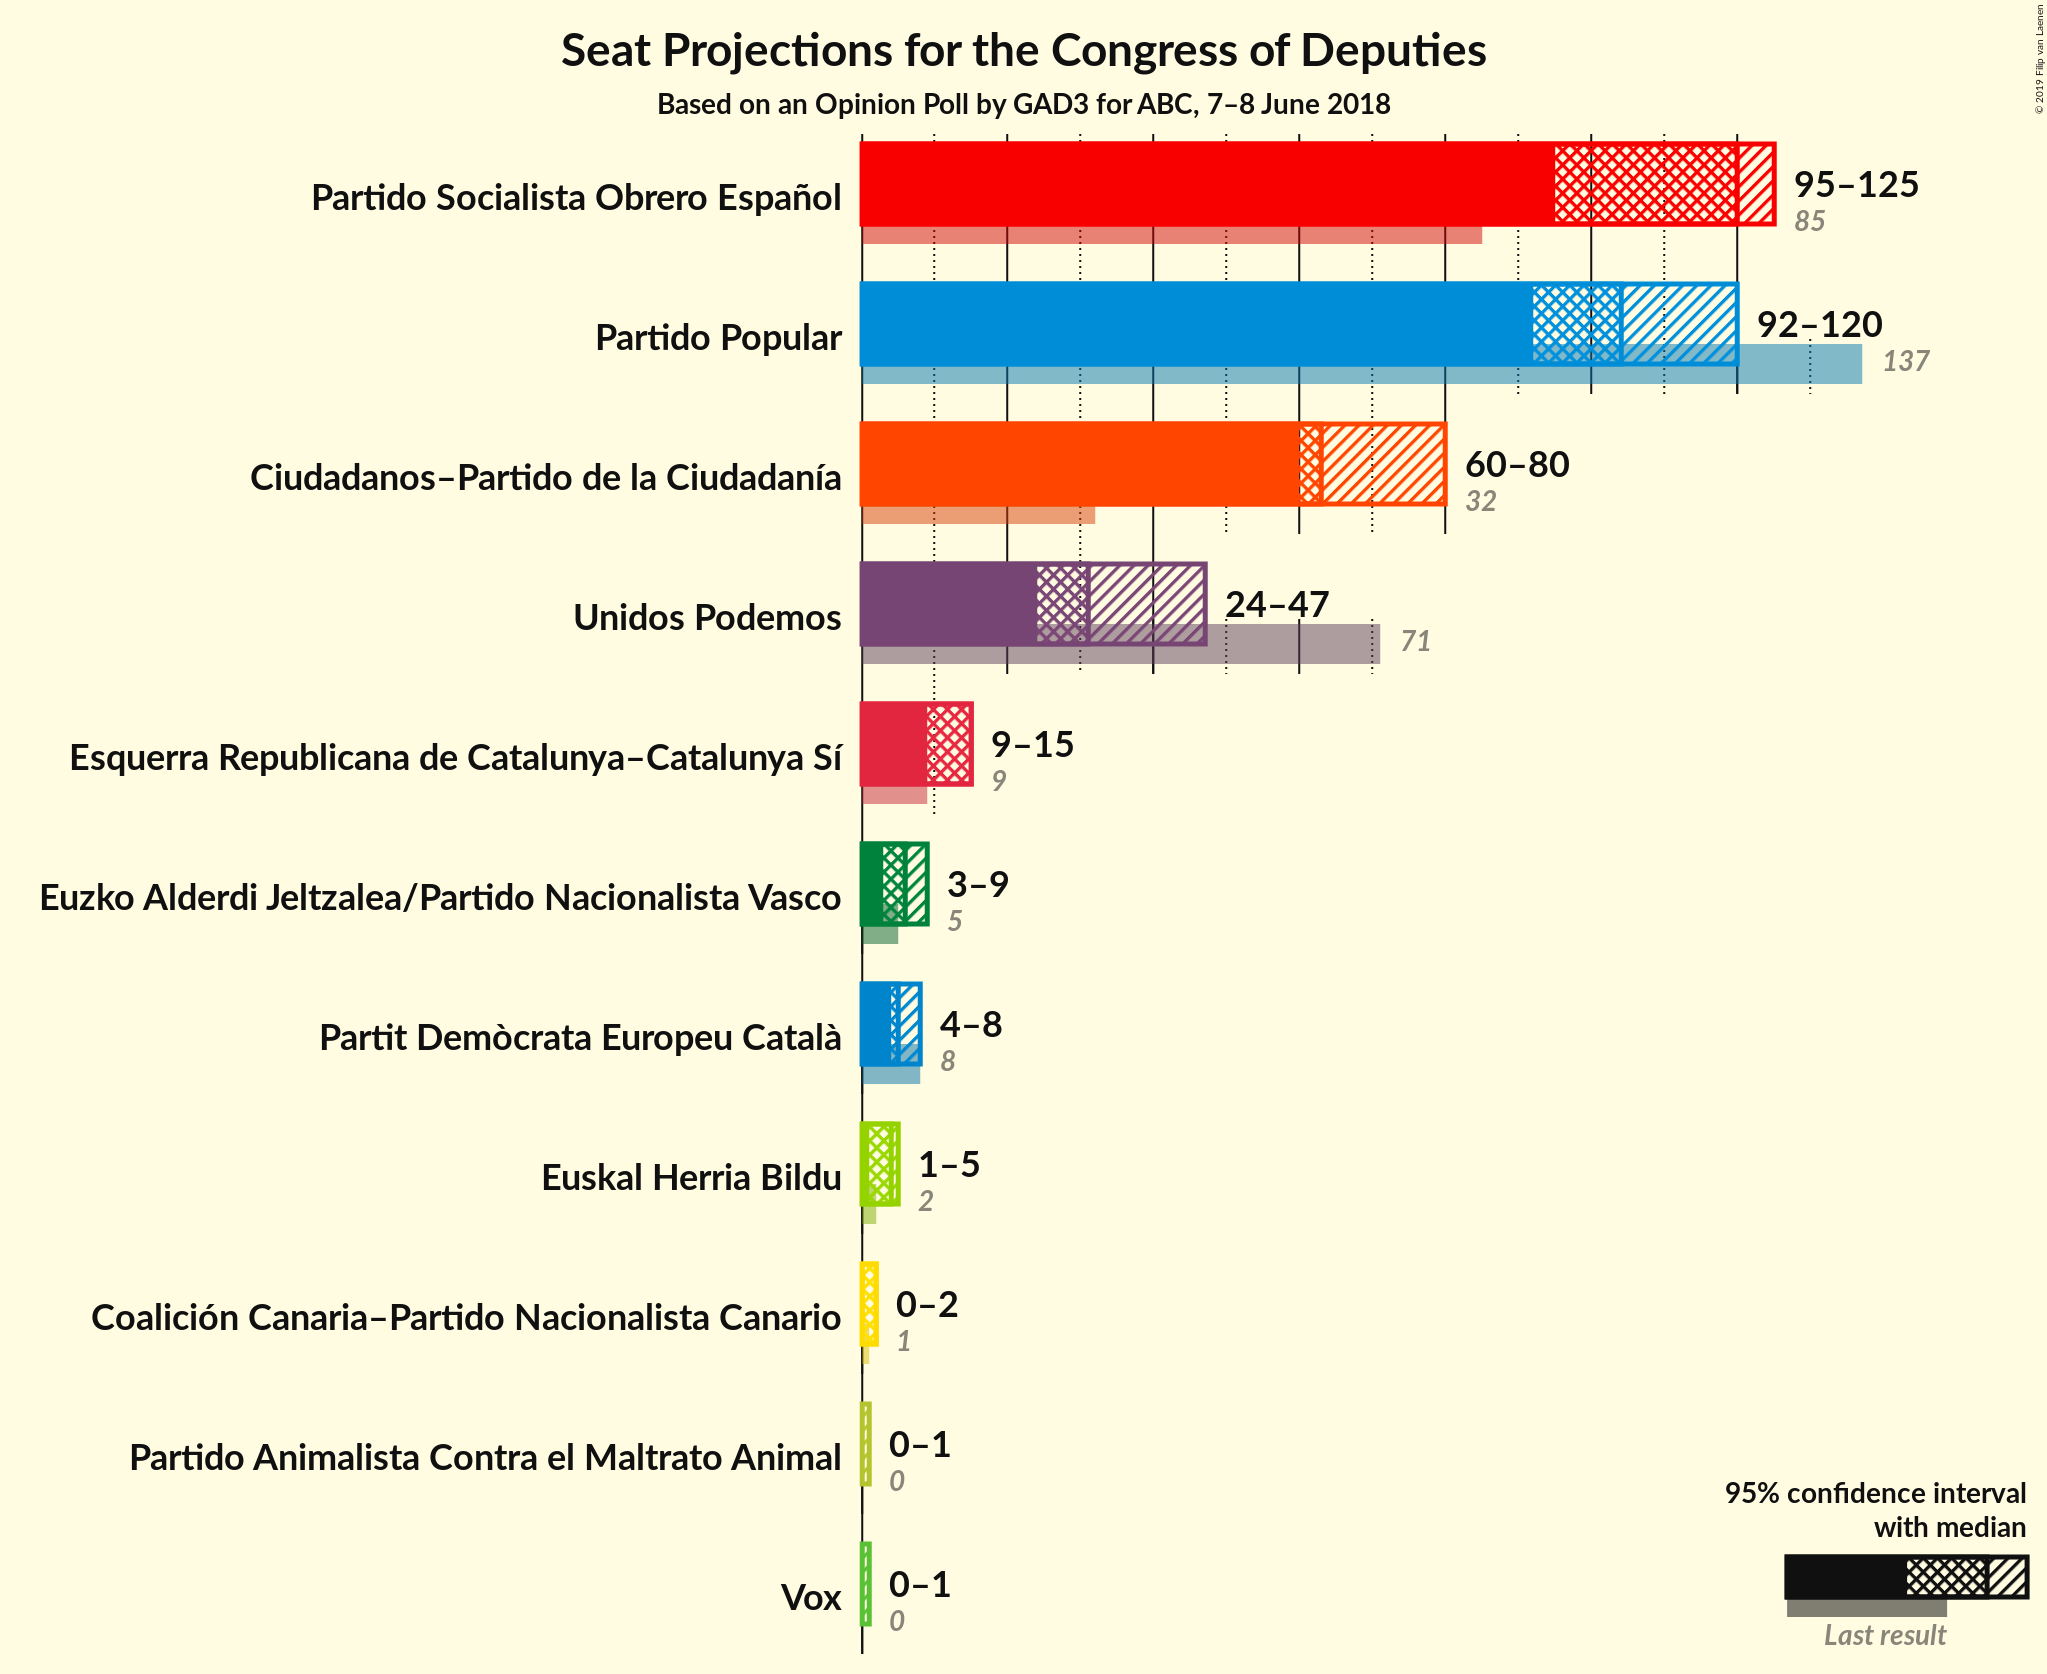 Seat Projections for the Congress of Deputies
Based on an Opinion Poll by GAD3 for ABC, 7–8 June 2018
© 2019 Filip van Laenen
Partido Socialista Obrero Español
95–125
85
Partido Popular
92–120
137
Ciudadanos–Partido de la Ciudadanía
60–80
32
Unidos Podemos
24–47
71
Esquerra Republicana de Catalunya–Catalunya Sí
9–15
9
Euzko Alderdi Jeltzalea/Partido Nacionalista Vasco
3–9
5
Partit Demòcrata Europeu Català
4–8
8
Euskal Herria Bildu
1–5
2
Coalición Canaria–Partido Nacionalista Canario
0–2
1
Partido Animalista Contra el Maltrato Animal
0–1
0
Vox
0–1
0
95% confidence interval
with median
Last result